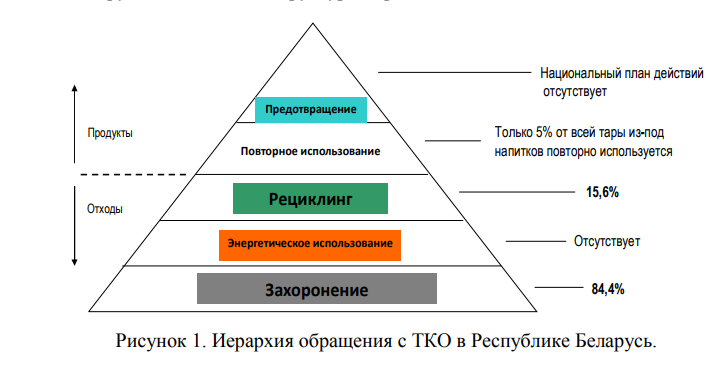 Национальный план действий
отсутствует
Предотвращение
Продукты
Только 5% от всей тары из-под
напитков повторно используется
Повторное использование
Рециклинг
15,6%
Отходы
Энергетическое использование
Отсутствует
Захоронение
84,4%
Рисунок 1. Иерархия обращения с ТКО в Республике Беларусь.